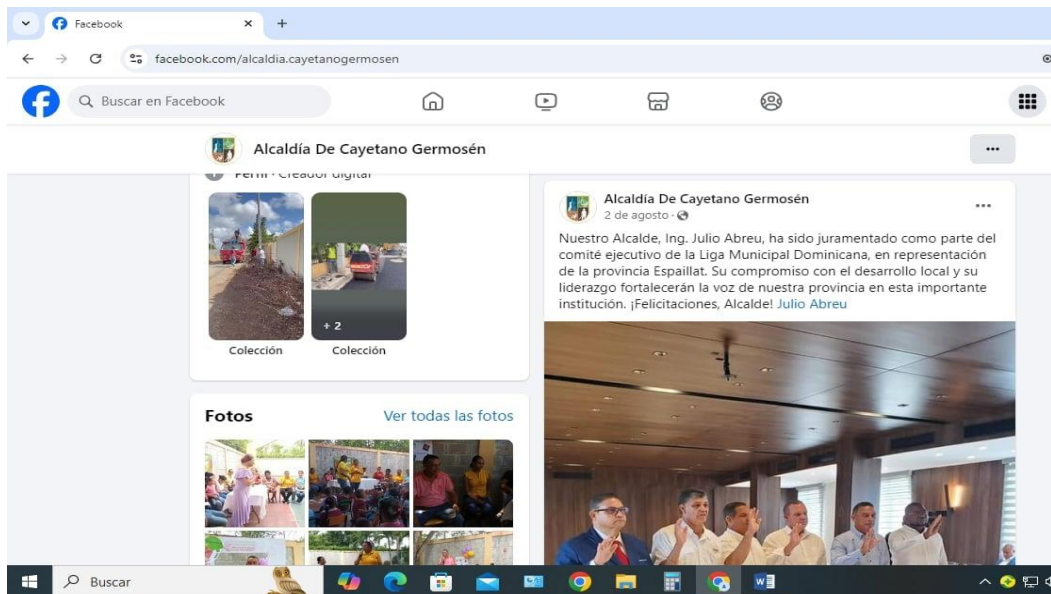 Facebook
facebook.com/alcaldia.cayetanogermosen
Buscar en Facebook
Alcaldía De Cayetano Germosén
Perfil · Creador digital
+ 2
Colección
Colección
Fotos
Ver todas las fotos
Alcaldía De Cayetano Germosén
2 de agosto ·
Nuestro Alcalde, Ing. Julio Abreu, ha sido juramentado como parte del
comité ejecutivo de la Liga Municipal Dominicana, en representación
de la provincia Espaillat. Su compromiso con el desarrollo local y su
liderazgo fortalecerán la voz de nuestra provincia en esta importante
institución. ¡Felicitaciones, Alcalde! Julio Abreu
Buscar